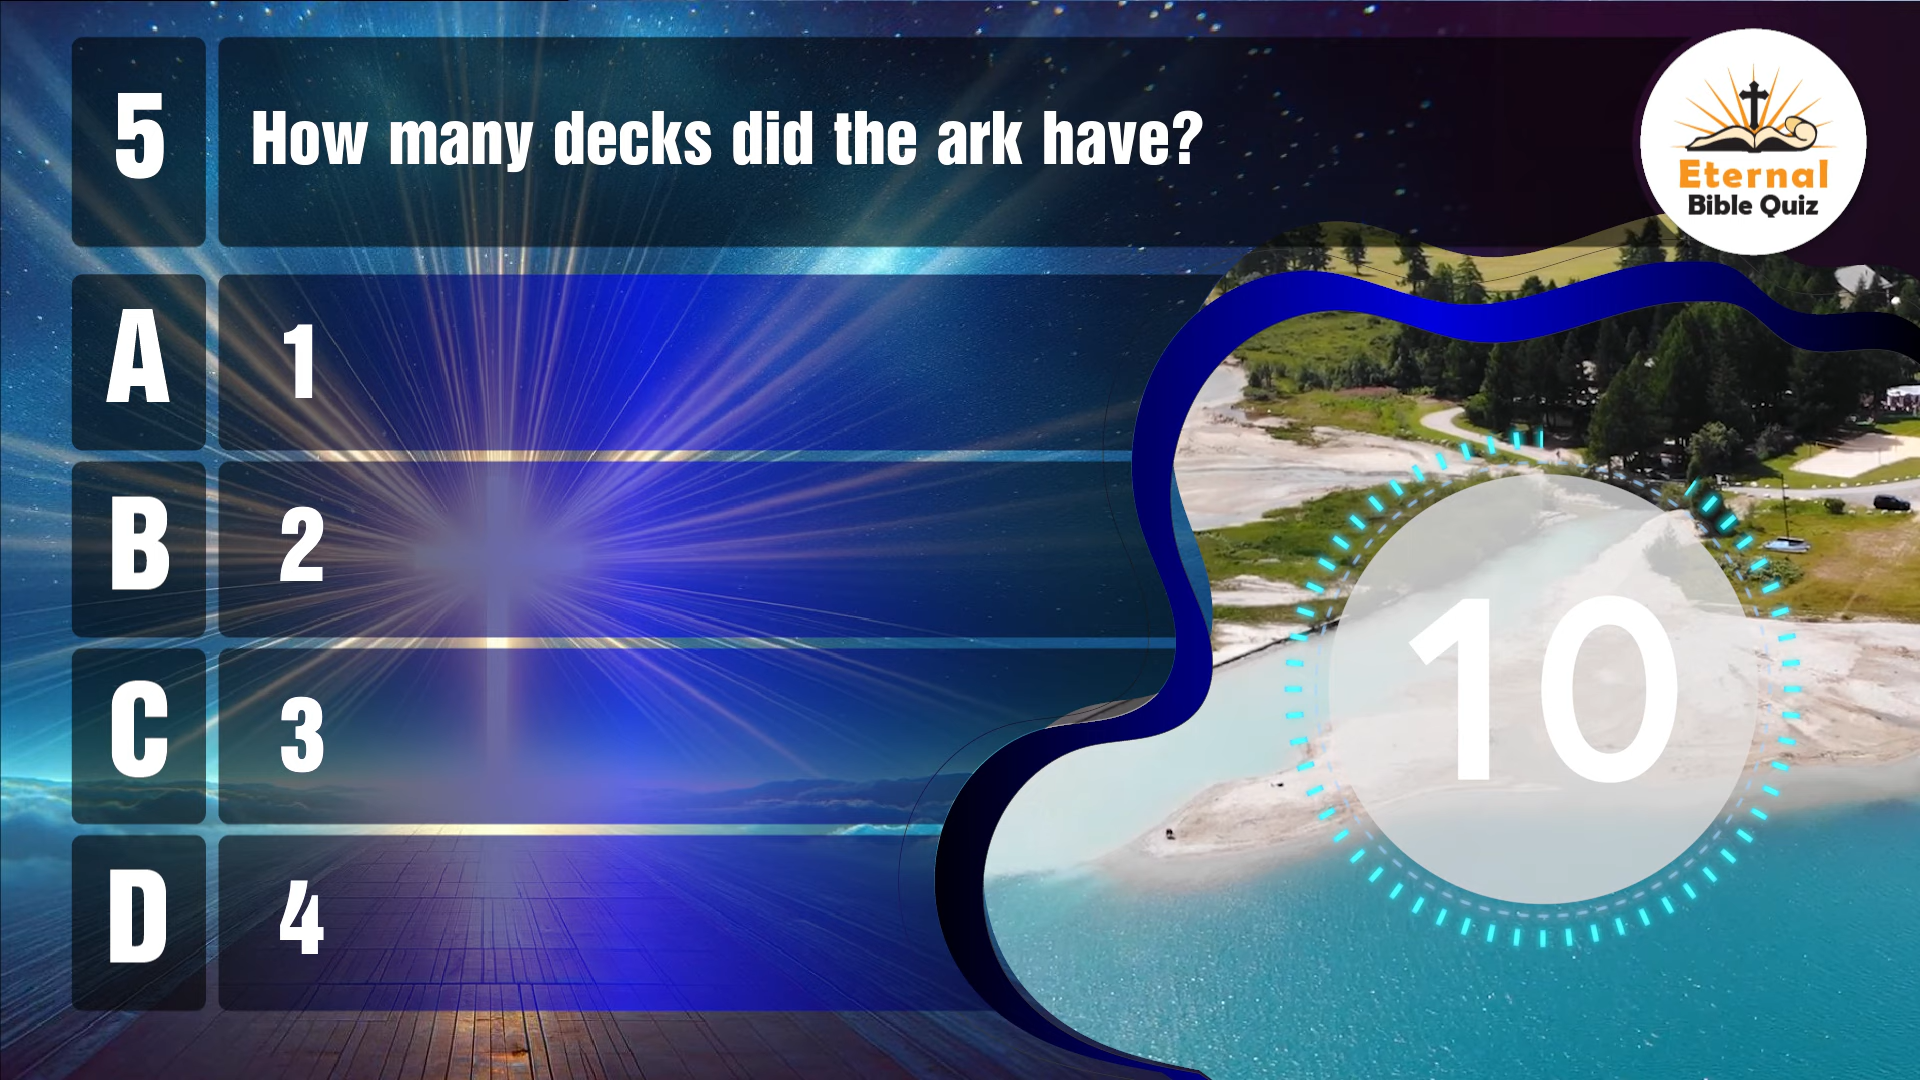 5
How many decks did the ark have?
Eternal
Bible Quiz
A
1
B
2
C
3
D
4
10